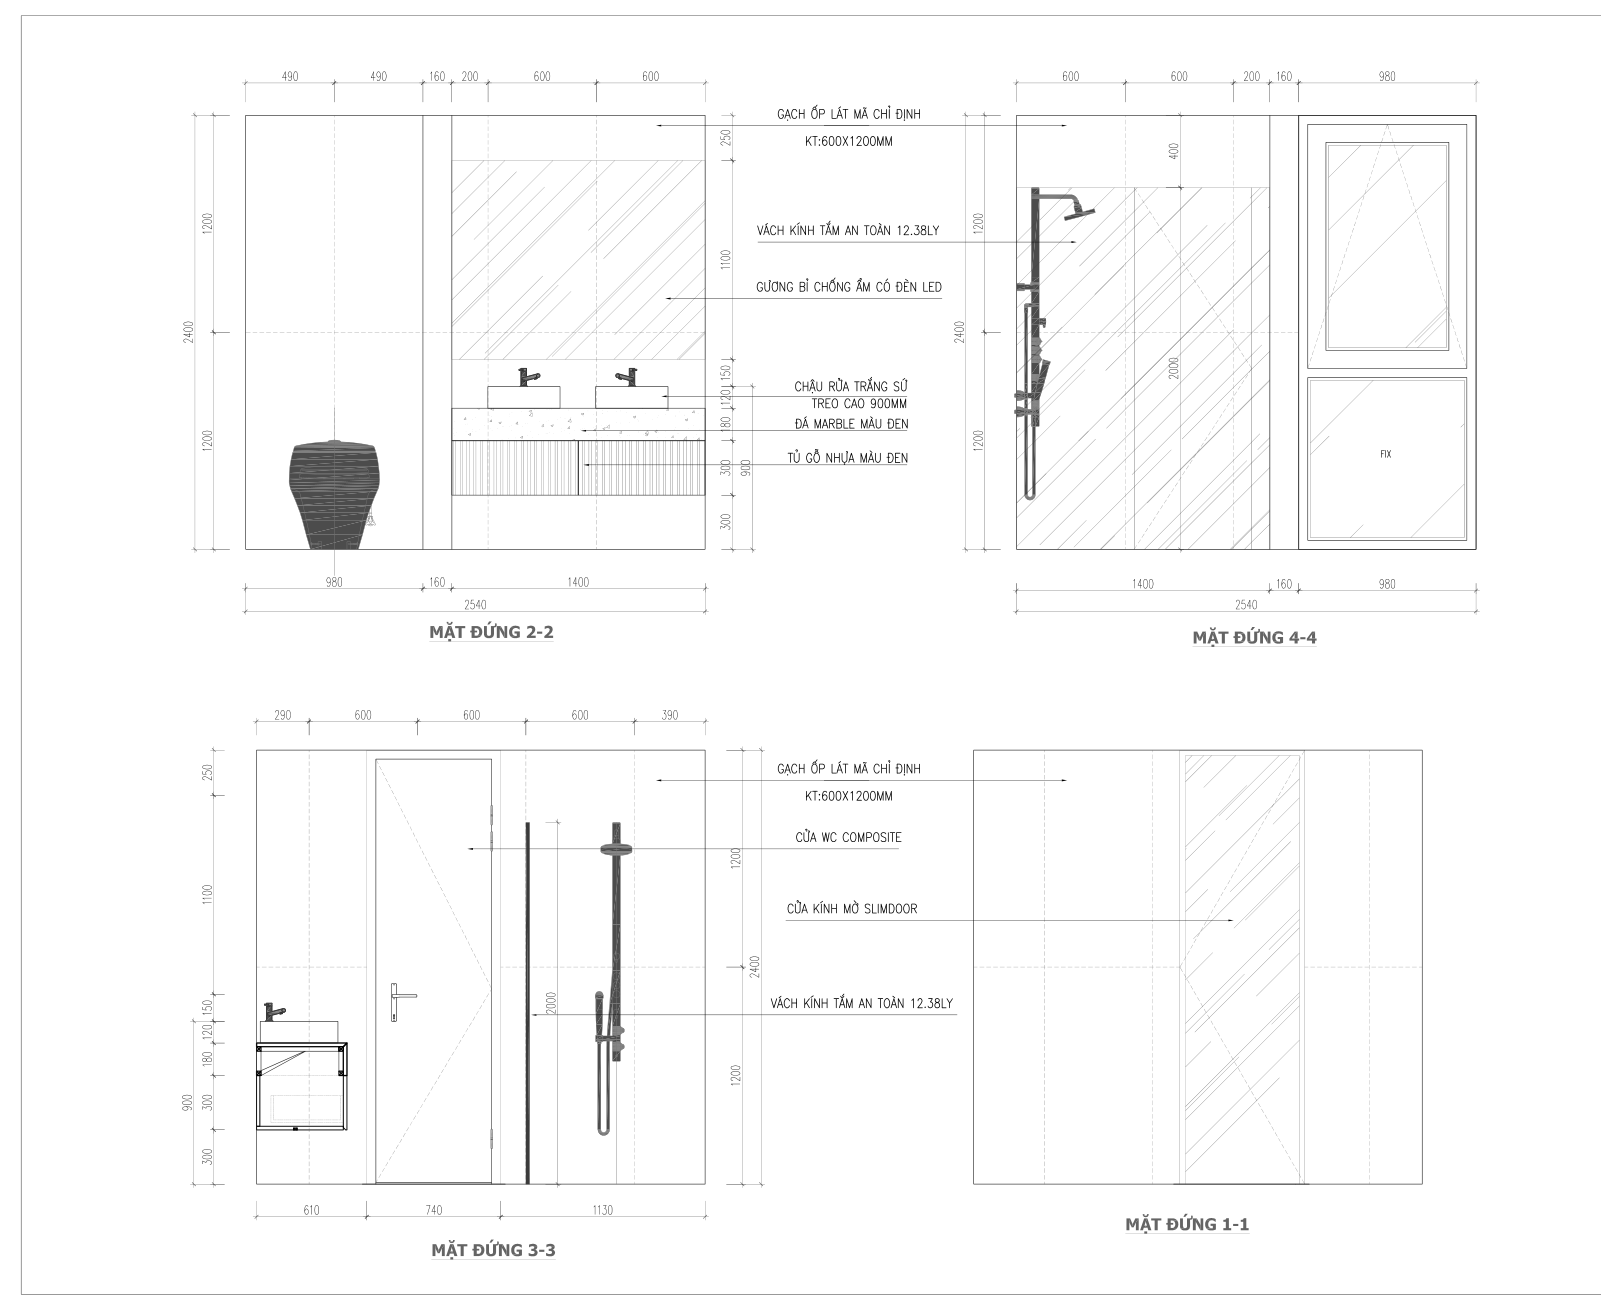 490 490 160 200 600 600
600 600 200 160 980
GẠCH ỐP LÁT MÃ CHỈ ĐỊNH
KT:600X1200MM
250
400
1200
1200
VÁCH KÍNH TẮM AN TOÀN 12.38LY
1100
GƯƠNG BỈ CHỐNG ẨM CÓ ĐÈN LED
2400
2400
2000
150
CHẬU RỬA TRẮNG SỨ
TREO CAO 900MM
120
ĐÁ MARBLE MÀU ĐEN
180
1200
1200
TỦ GỖ NHỰA MÀU ĐEN
300
900
FIX
300
980 160 1400
2540
MẶT ĐỨNG 2-2
1400 160 980
2540
MẶT ĐỨNG 4-4
290 600 600 600 390
250
GẠCH ỐP LÁT MÃ CHỈ ĐỊNH
KT:600X1200MM
CỬA WC COMPOSITE
1200
1100
CỬA KÍNH MỜ SLIMDOOR
2400
VÁCH KÍNH TẮM AN TOÀN 12.38LY
2000
150
120
180
900
300
1200
300
610 740 1130
MẶT ĐỨNG 3-3
MẶT ĐỨNG 1-1